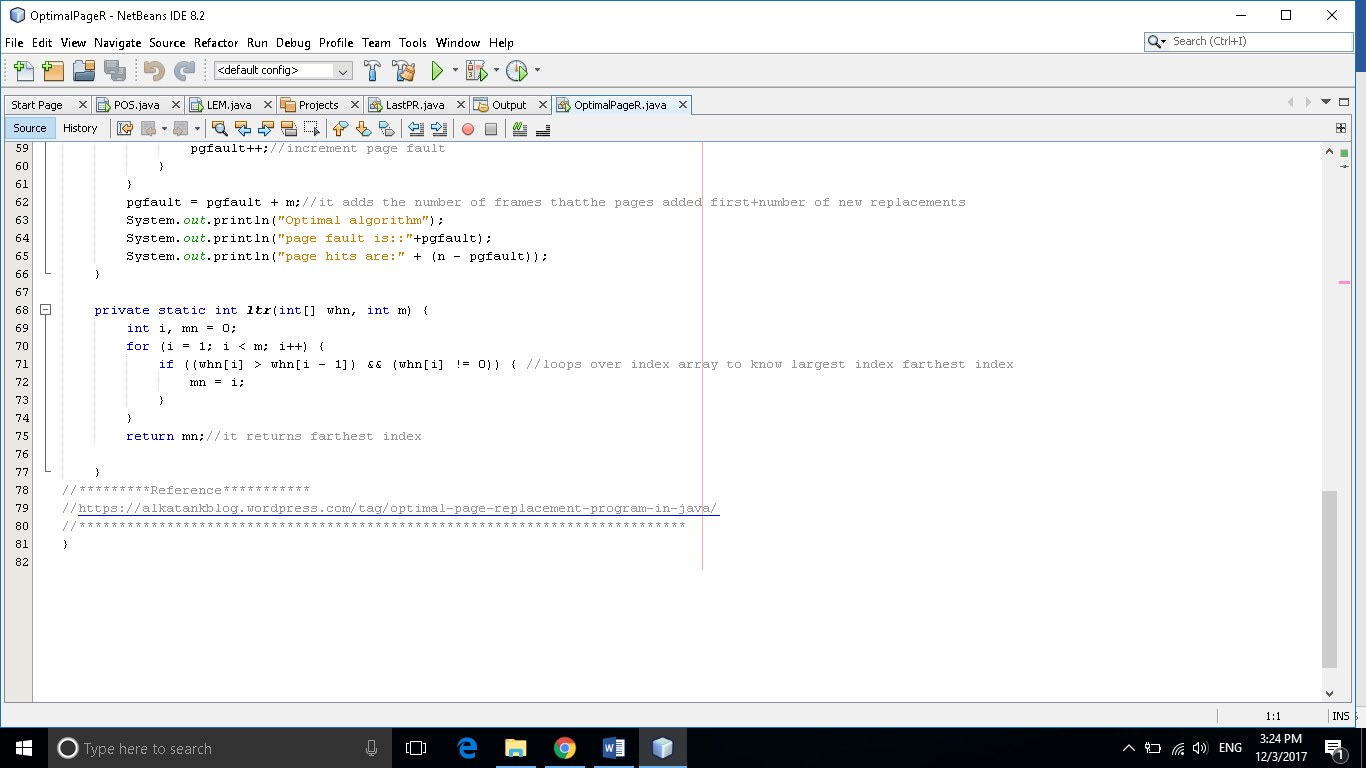 OptimalPageR - NetBeans IDE 8.2
File Edit View Navigate Source Refactor Run Debug Profile Team Tools Window Help
Search (Ctrl+I)
<default config>
Start Page POS.java LEM.java Projects LastPR.java Output OptimalPageR.java
Source History
59 pgfault++;//increment page fault
60 }
61 }
62 pgfault = pgfault + m;//it adds the number of frames thatthe pages added first+number of new replacements
63 System.out.println("Optimal algorithm");
64 System.out.println("page fault is::"+pgfault);
65 System.out.println("page hits are:" + (n - pgfault));
66 }
67
68 private static int ltr(int[] whn, int m) {
69 int i, mn = 0;
70 for (i = 1; i < m; i++) {
71 if ((whn[i] > whn[i - 1]) && (whn[i] != 0)) { //loops over index array to know largest index farthest index
72 mn = i;
73 }
74 }
75 return mn;//it returns farthest index
76
77 }
78 //*********Reference***********
79 //https://alkatankblog.wordpress.com/tag/optimal-page-replacement-program-in-java/
80 //****************************************************************************
81 }
82
1:1 INS
Type here to search
ENG
3:24 PM
12/3/2017
1